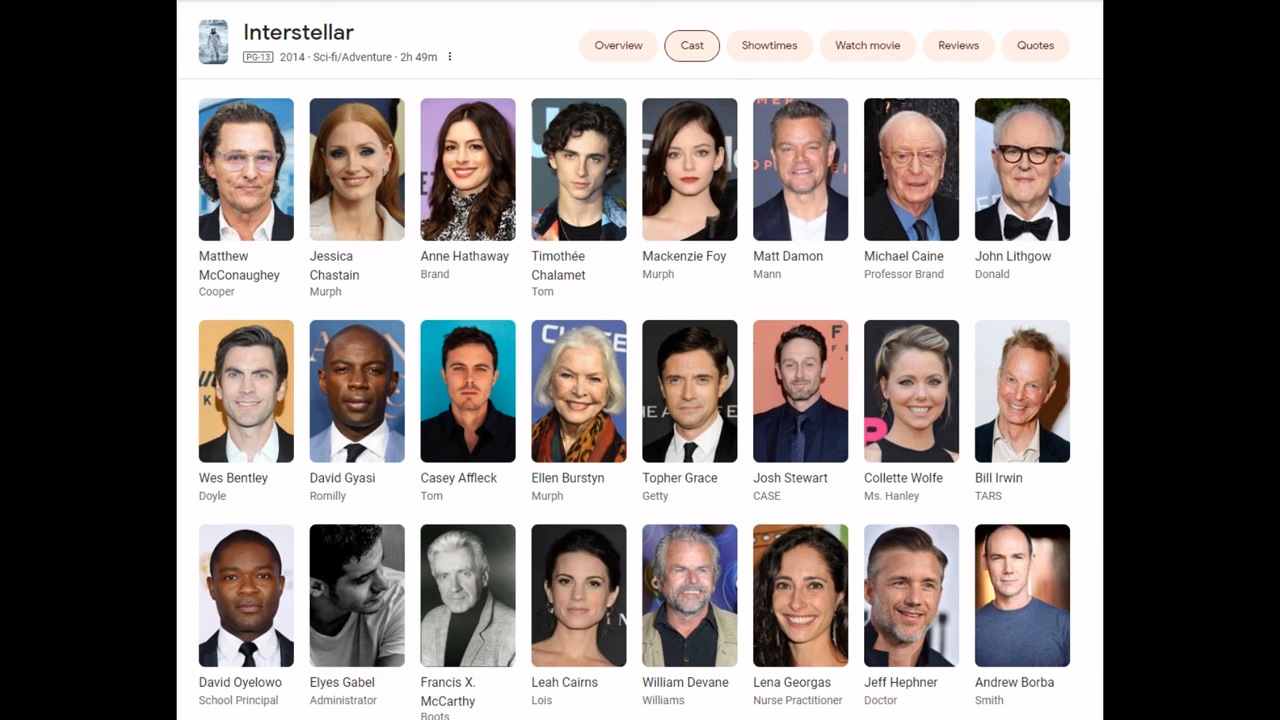 Interstellar
PG-13 2014 · Sci-fi/Adventure · 2h 49m
Overview
Cast
Showtimes
Watch movie
Reviews
Quotes
Matthew
McConaughey
Cooper
Jessica
Chastain
Murph
Anne Hathaway
Brand
Timothée
Chalamet
Tom
Mackenzie Foy
Murph
Matt Damon
Mann
Michael Caine
Professor Brand
John Lithgow
Donald
Wes Bentley
Doyle
David Gyasi
Romilly
Casey Affleck
Tom
Ellen Burstyn
Murph
Topher Grace
Getty
Josh Stewart
CASE
Collette Wolfe
Ms. Hanley
Bill Irwin
TARS
David Oyelowo
School Principal
Elyes Gabel
Administrator
Francis X.
McCarthy
Boots
Leah Cairns
Lois
William Devane
Williams
Lena Georgas
Nurse Practitioner
Jeff Hephner
Doctor
Andrew Borba
Smith